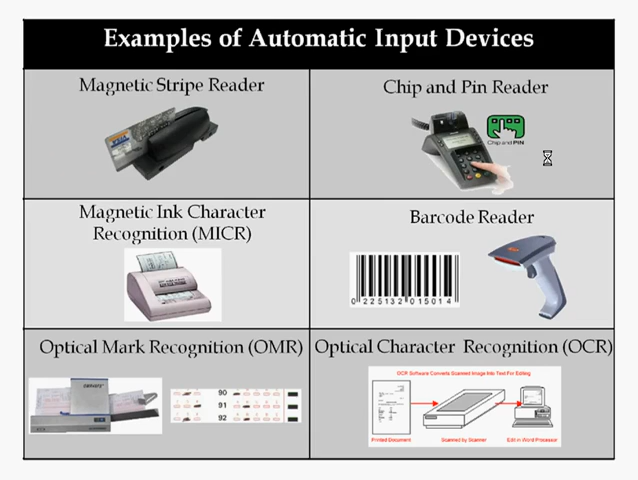 Examples of Automatic Input Devices
Magnetic Stripe Reader
Chip and Pin Reader
VISA
Chip and PIN
Magnetic Ink Character
Recognition (MICR)
Barcode Reader
0 225132 015014
Optical Mark Recognition (OMR)
Optical Character Recognition (OCR)
90
91
92
OCR Software Converts Scanned Image Into Text For Editing
Printed Document
Scanned by Scanner
Edit in Word Processor